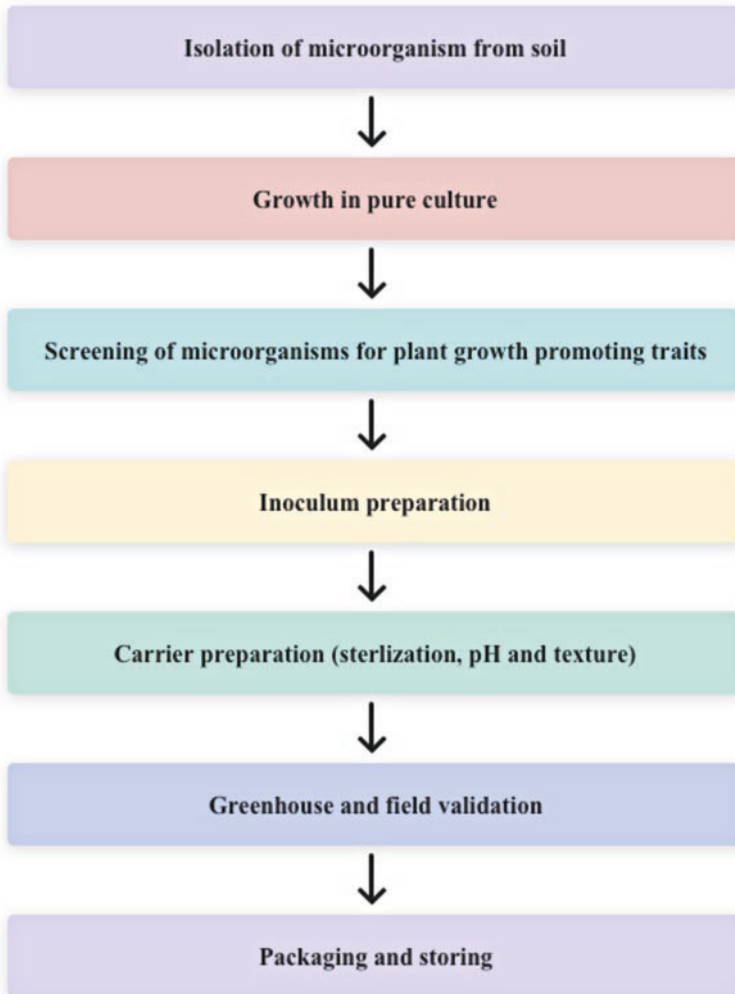 Isolation of microorganism from soil
Growth in pure culture
Screening of microorganisms for plant growth promoting traits
Inoculum preparation
Carrier preparation (sterlization, pH and texture)
Greenhouse and field validation
Packaging and storing